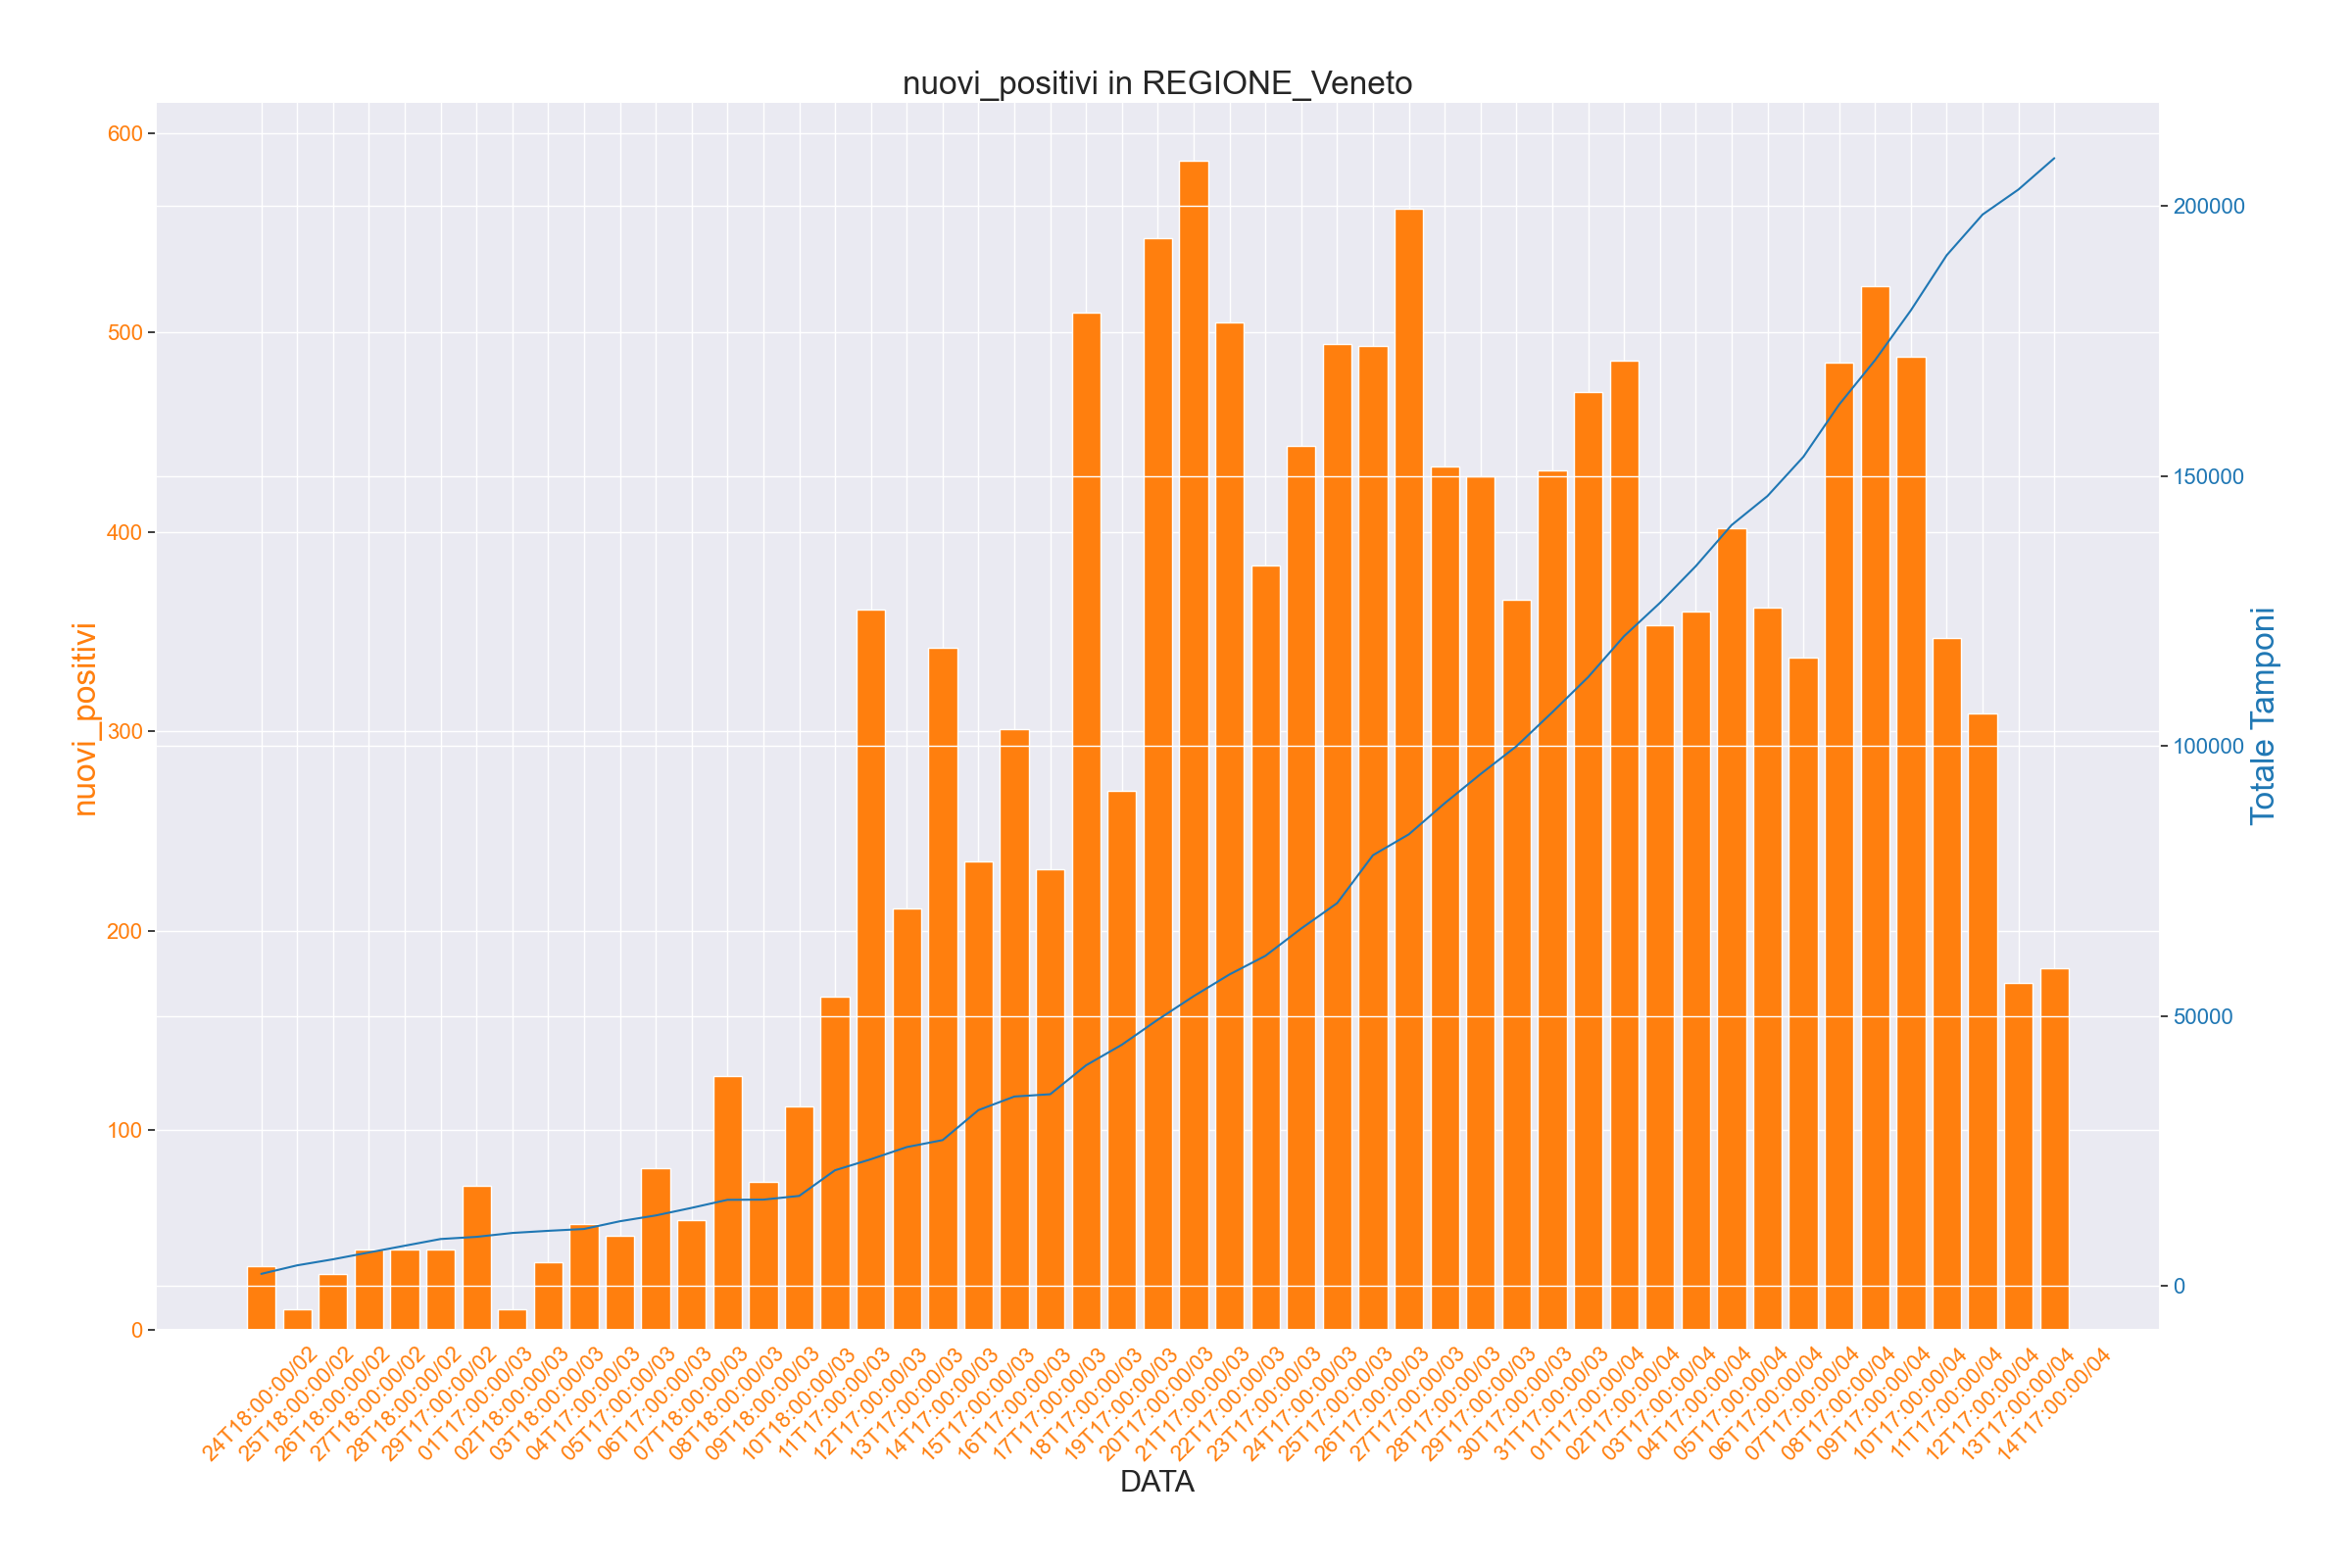 nuovi_positivi in REGIONE_Veneto
600
500
400
300
200
100
0
nuovi_positivi
200000
150000
100000
50000
0
Totale Tamponi
24T18:00:00/02
25T18:00:00/02
26T18:00:00/02
27T18:00:00/02
28T18:00:00/02
29T17:00:00/02
01T17:00:00/03
02T18:00:00/03
03T18:00:00/03
04T17:00:00/03
05T17:00:00/03
06T17:00:00/03
07T18:00:00/03
08T18:00:00/03
09T18:00:00/03
10T18:00:00/03
11T17:00:00/03
12T17:00:00/03
13T17:00:00/03
14T17:00:00/03
15T17:00:00/03
16T17:00:00/03
17T17:00:00/03
18T17:00:00/03
19T17:00:00/03
20T17:00:00/03
21T17:00:00/03
22T17:00:00/03
23T17:00:00/03
24T17:00:00/03
25T17:00:00/03
26T17:00:00/03
27T17:00:00/03
28T17:00:00/03
29T17:00:00/03
30T17:00:00/03
31T17:00:00/03
01T17:00:00/04
02T17:00:00/04
03T17:00:00/04
04T17:00:00/04
05T17:00:00/04
06T17:00:00/04
07T17:00:00/04
08T17:00:00/04
09T17:00:00/04
10T17:00:00/04
11T17:00:00/04
12T17:00:00/04
13T17:00:00/04
14T17:00:00/04
DATA